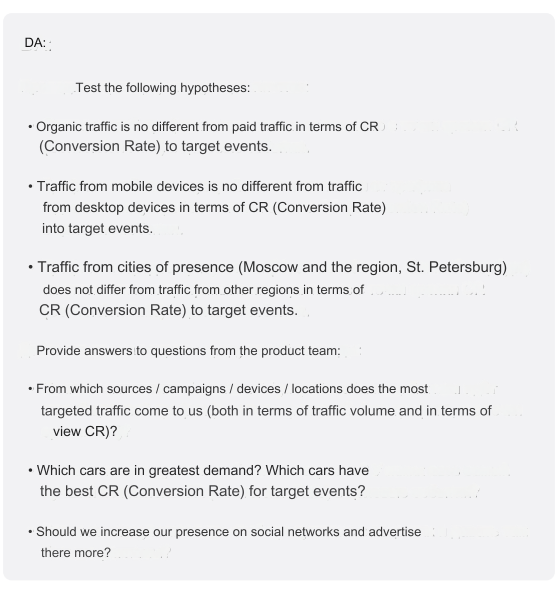 DA:
Test the following hypotheses:
• Organic traffic is no different from paid traffic in terms of CR
(Conversion Rate) to target events.
• Traffic from mobile devices is no different from traffic
from desktop devices in terms of CR (Conversion Rate)
into target events.
• Traffic from cities of presence (Moscow and the region, St. Petersburg)
does not differ from traffic from other regions in terms of
CR (Conversion Rate) to target events.
Provide answers to questions from the product team:
• From which sources / campaigns / devices / locations does the most
targeted traffic come to us (both in terms of traffic volume and in terms of
view CR)?
• Which cars are in greatest demand? Which cars have
the best CR (Conversion Rate) for target events?
• Should we increase our presence on social networks and advertise
there more?